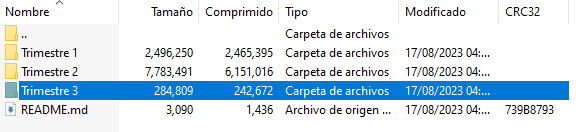 Nombre Tamaño Comprimido Tipo Modificado CRC32
.. Carpeta de archivos
Trimestre 1 2,496,250 2,465,395 Carpeta de archivos 17/08/2023 04:...
Trimestre 2 7,783,491 6,151,016 Carpeta de archivos 17/08/2023 04:...
Trimestre 3 284,809 242,672 Carpeta de archivos 17/08/2023 04:...
README.md 3,090 1,436 Archivo de origen ... 17/08/2023 04:... 739B8793